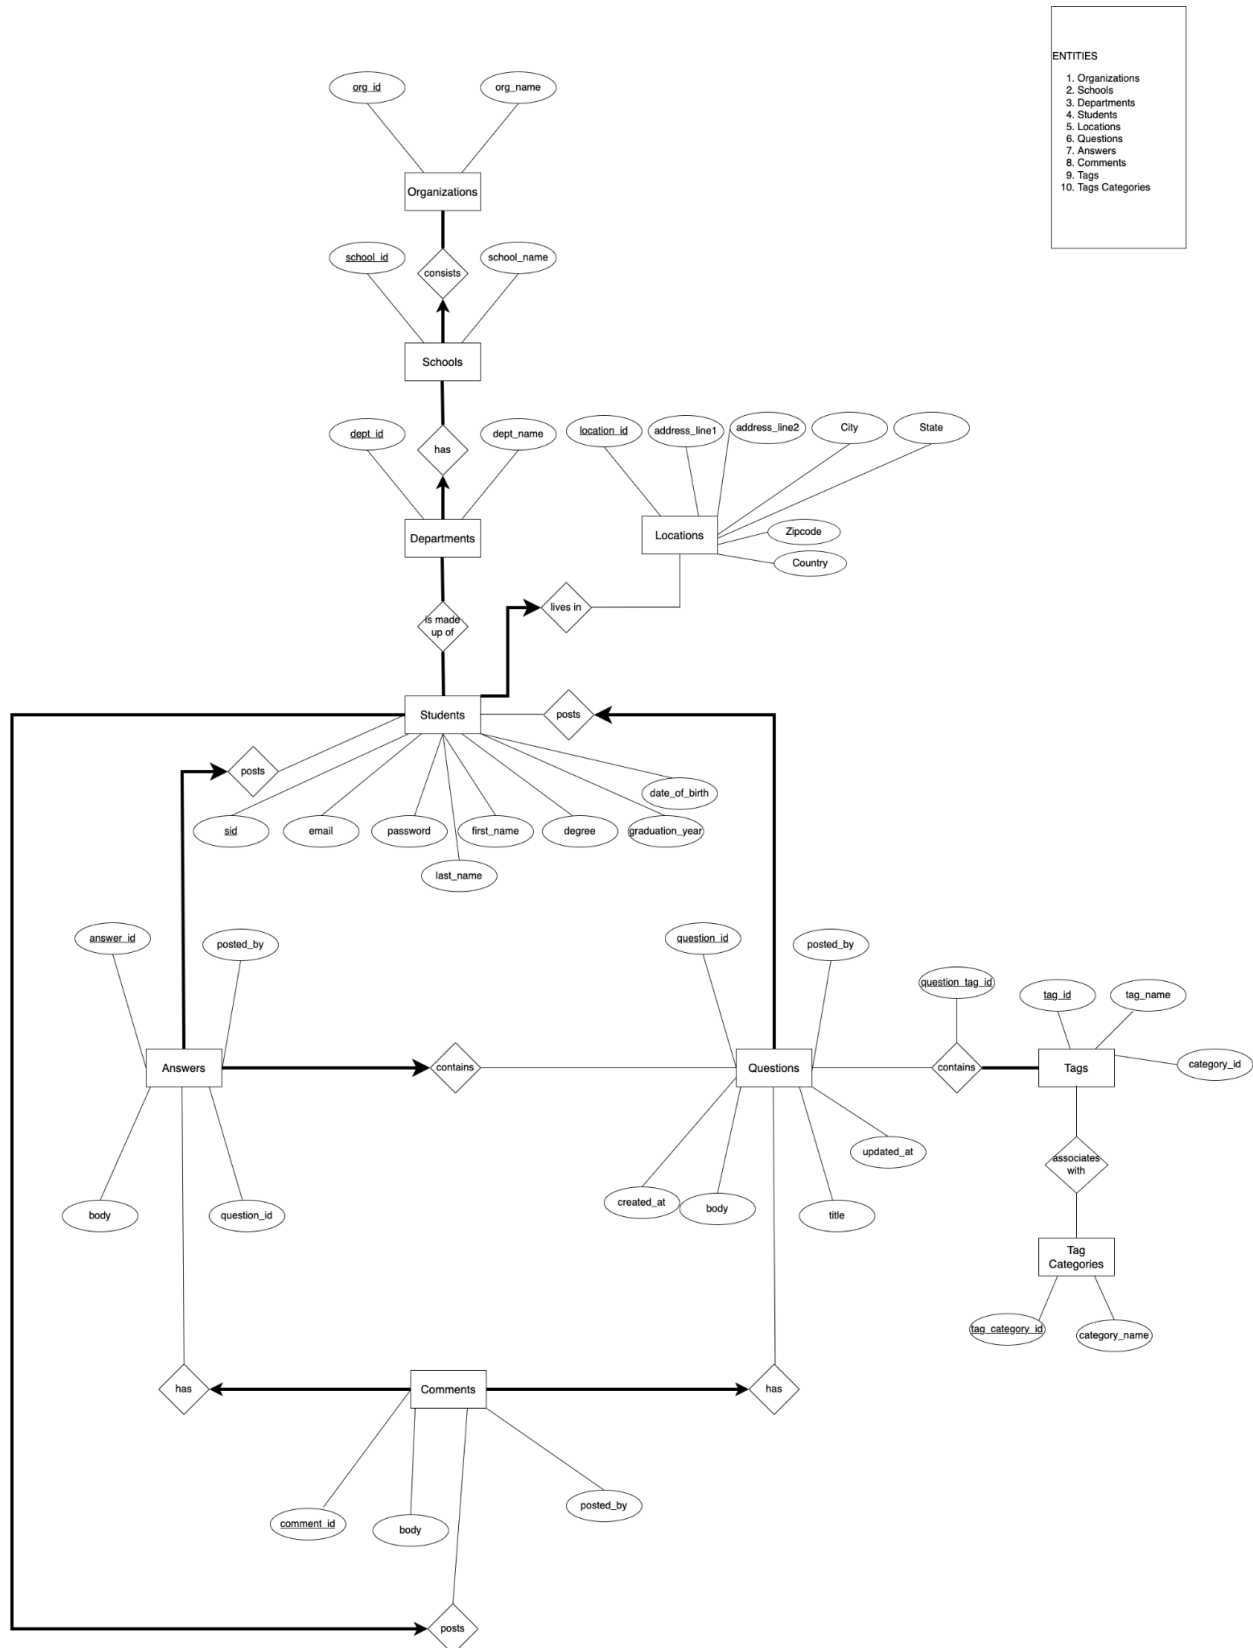 ENTITIES
1. Organizations
2. Schools
3. Departments
4. Students
5. Locations
6. Questions
7. Answers
8. Comments
9. Tags
10. Tags Categories
org_id
org_name
Organizations
school_id
consists
school_name
Schools
dept_id
has
dept_name
location_id
address_line1
address_line2
City
State
Departments
Locations
Zipcode
Country
is made
up of
lives in
Students
posts
posts
date_of_birth
sid
email
password
first_name
degree
graduation_year
last_name
answer_id
posted_by
question_id
posted_by
question_tag_id
tag_id
tag_name
Answers
contains
Questions
contains
Tags
category_id
updated_at
associates
with
body
question_id
created_at
body
title
Tag
Categories
tag_category_id
category_name
has
Comments
has
comment_id
body
posted_by
posts